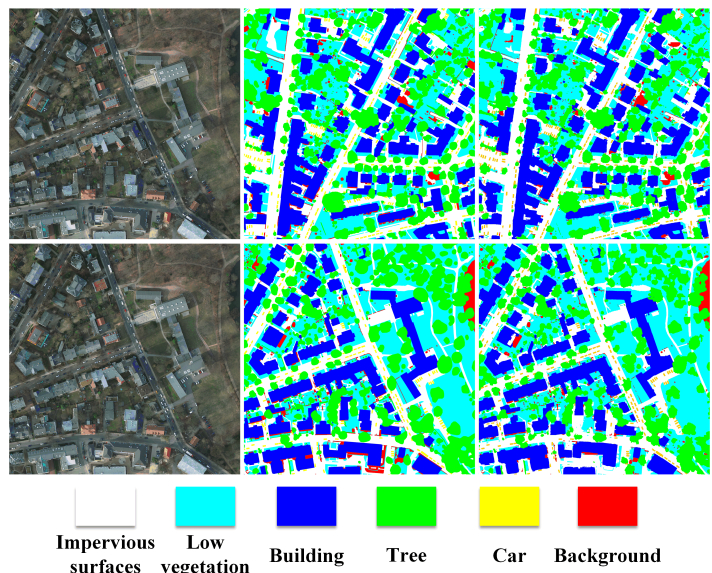 Impervious
surfaces
Low
vegetation
Building
Tree
Car
Background